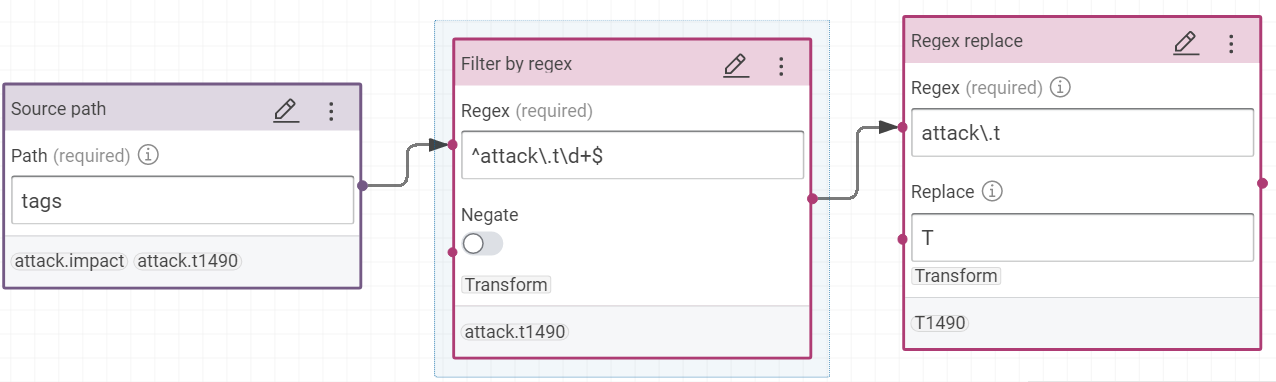 Source path
Path (required)
tags
attack.impact attack.t1490
Filter by regex
Regex (required)
^attack\.t\d+$
Negate
Transform
attack.t1490
Regex replace
Regex (required)
attack\.t
Replace
T
Transform
T1490